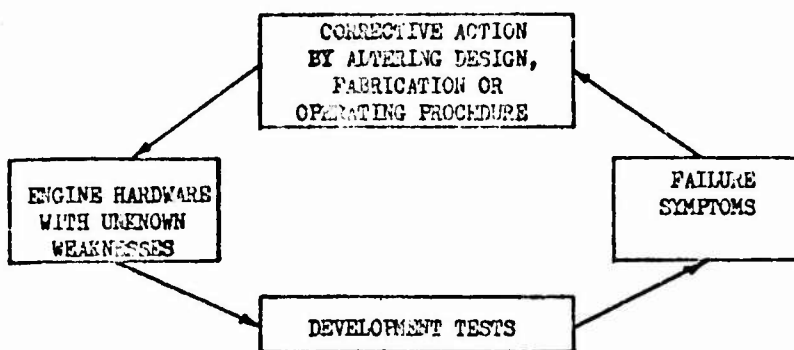 CORRECTIVE ACTION
BY ALTERING DESIGN,
FABRICATION OR
OPERATING PROCEDURE
ENGINE HARDWARE
WITH UNKNOWN
WEAKNESSES
FAILURE
SYMPTOMS
DEVELOPMENT TESTS